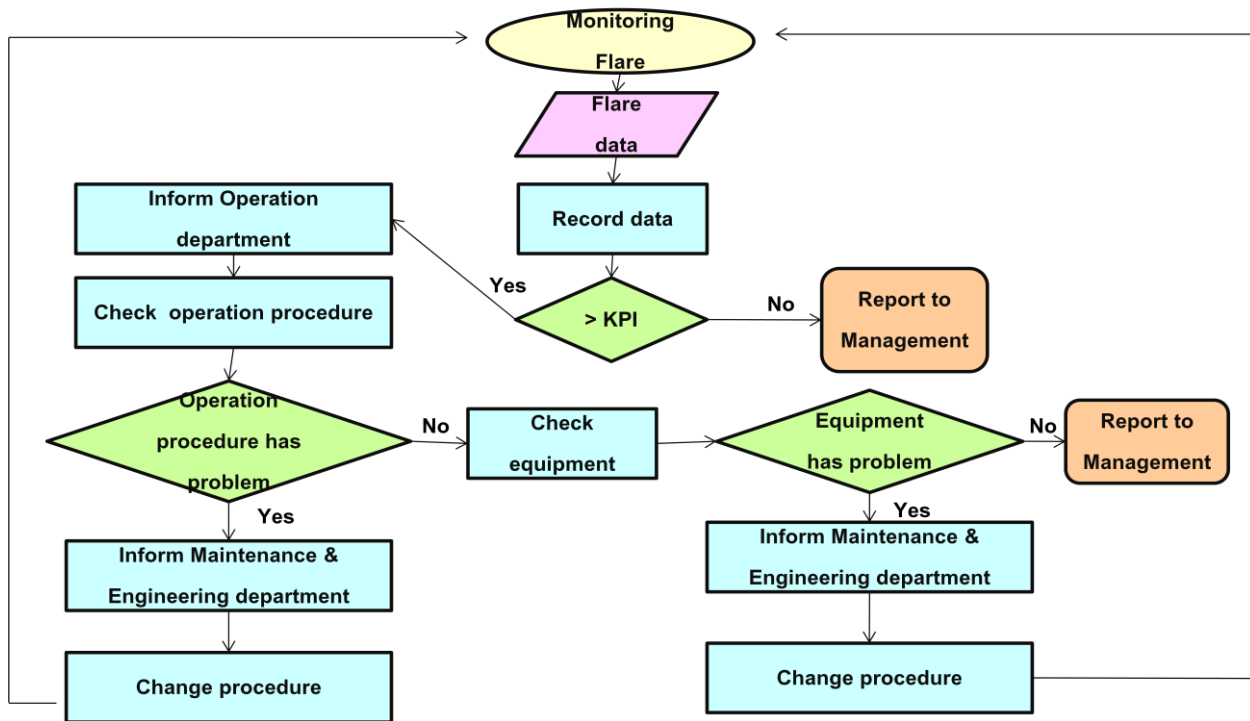 Monitoring
Flare
Flare
data
Inform Operation
department
Record data
Yes
No
Report to
Management
> KPI
Check operation procedure
Operation
procedure has
problem
No
Check
equipment
Equipment
has problem
No
Report to
Management
Yes
Yes
Inform Maintenance &
Engineering department
Inform Maintenance &
Engineering department
Change procedure
Change procedure